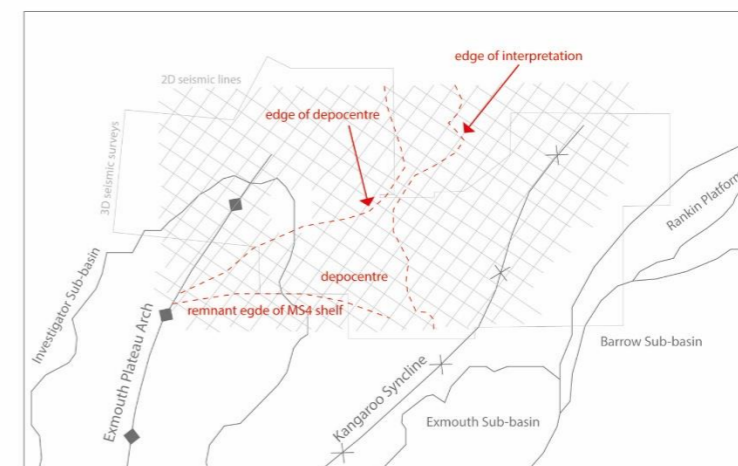 edge of interpretation
2D seismic lines
edge of depocentre
3D seismic surveys
Rankin Platform
Investigator Sub-basin
depocentre
remnant egde of MS4 shelf
Exmouth Plateau Arch
Barrow Sub-basin
Kangaroo Syncline
Exmouth Sub-basin